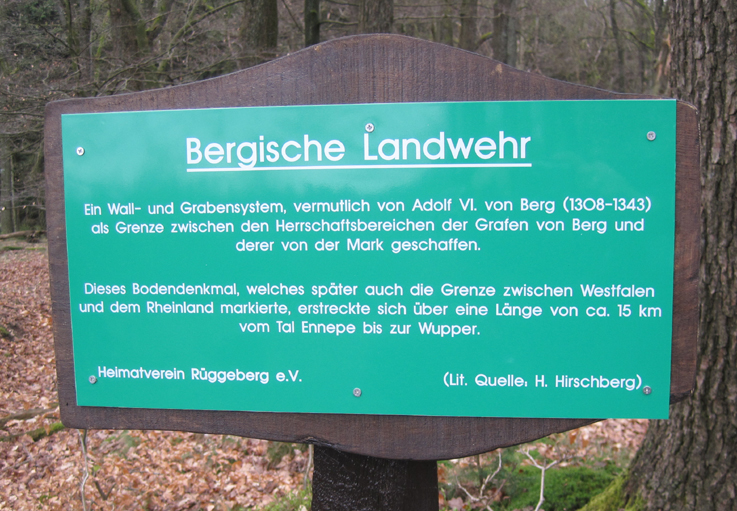 Bergische Landwehr
Ein Wall- und Grabensystem, vermutlich von Adolf VI. von Berg (1308-1343)
als Grenze zwischen den Herrschaftsbereichen der Grafen von Berg und
derer von der Mark geschaffen.
Dieses Bodendenkmal, welches später auch die Grenze zwischen Westfalen
und dem Rheinland markierte, erstreckte sich über eine Länge von ca. 15 km
vom Tal Ennepe bis zur Wupper.
Heimatverein Rüggeberg e.V.
(Lit. Quelle: H. Hirschberg)